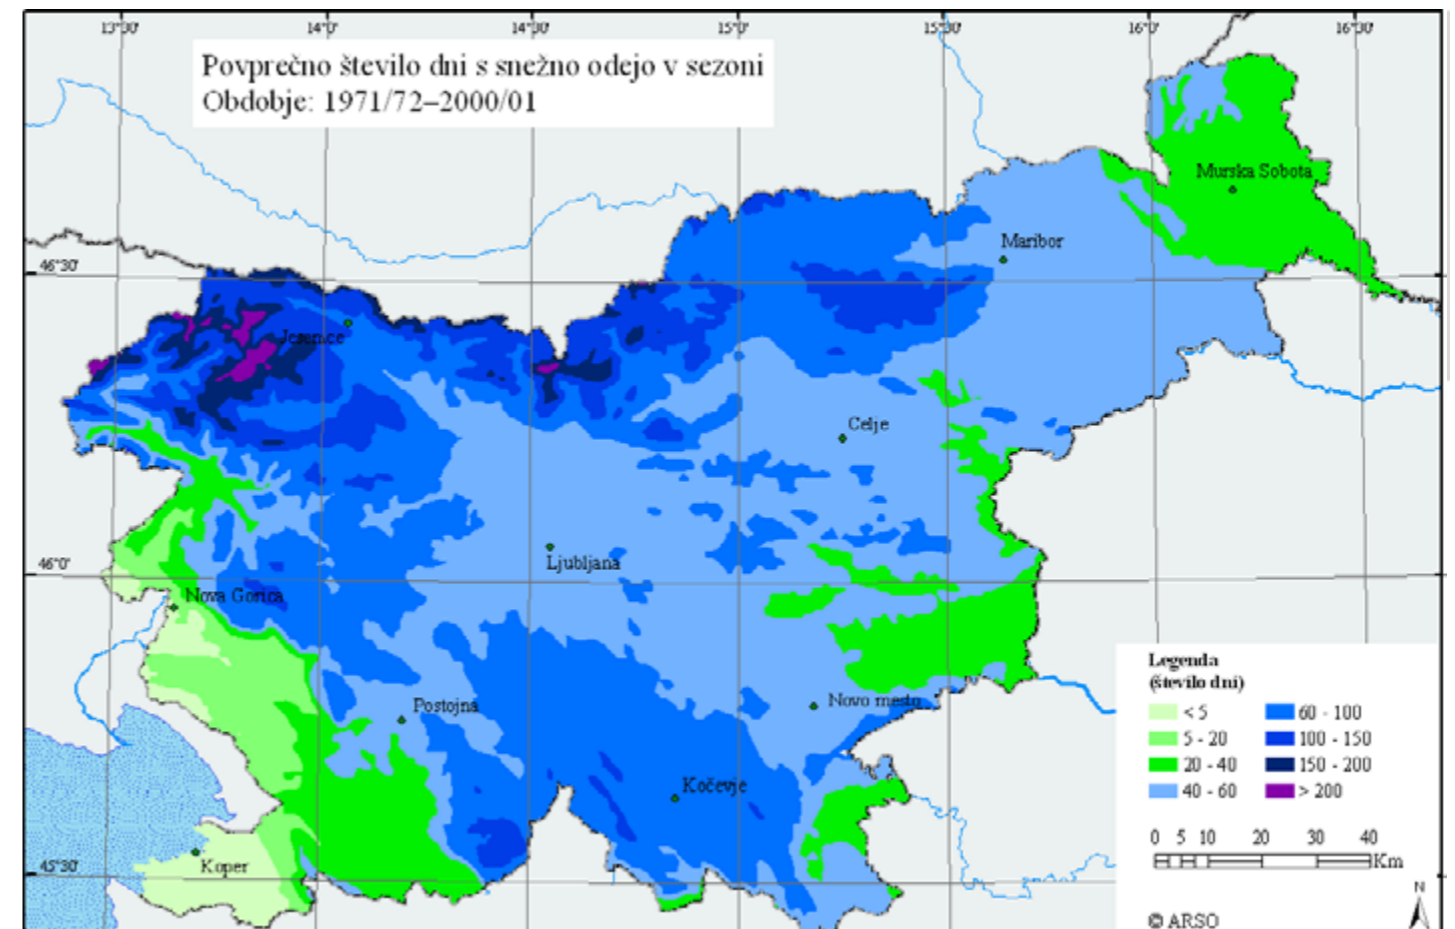 13°30'
14°0'
14°30'
15°0'
15°30'
16°0'
16°30'
Povprečno število dni s snežno odejo v sezoni
Obdobje: 1971/72–2000/01
Murska Sobota
Maribor
46°30'
Jesenice
Celje
Ljubljana
46°0'
Nova Gorica
Postojna
Novo mesto
Kočevje
Koper
45°30'
Legenda
(število dni)
< 5
5 - 20
20 - 40
40 - 60
60 - 100
100 - 150
150 - 200
> 200
0 5 10 20 30 40
Km
N
© ARSO